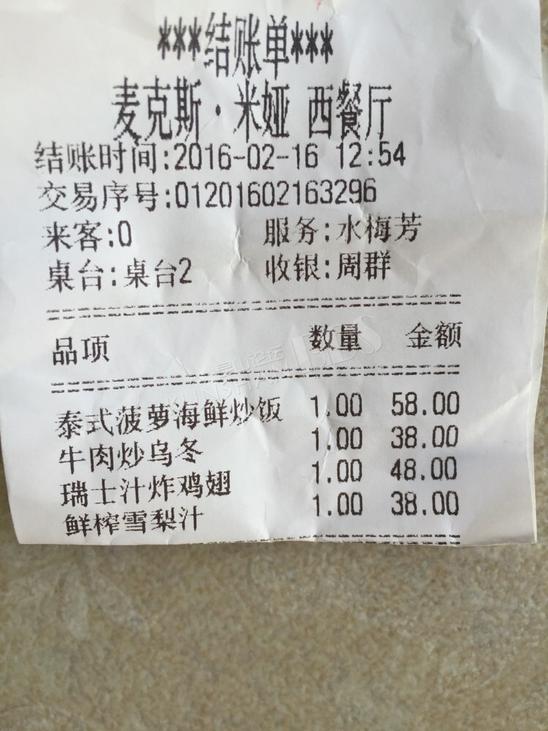 ***结账单***
麦克斯·米娅 西餐厅
结账时间:2016-02-16 12:54
交易序号:01201602163296
来客:0 服务:水梅芳
桌台:桌台2 收银:周群
品项 数量 金额
泰式菠萝海鲜炒饭 1.00 58.00
牛肉炒乌冬 1.00 38.00
瑞士汁炸鸡翅 1.00 48.00
鲜榨雪梨汁 1.00 38.00